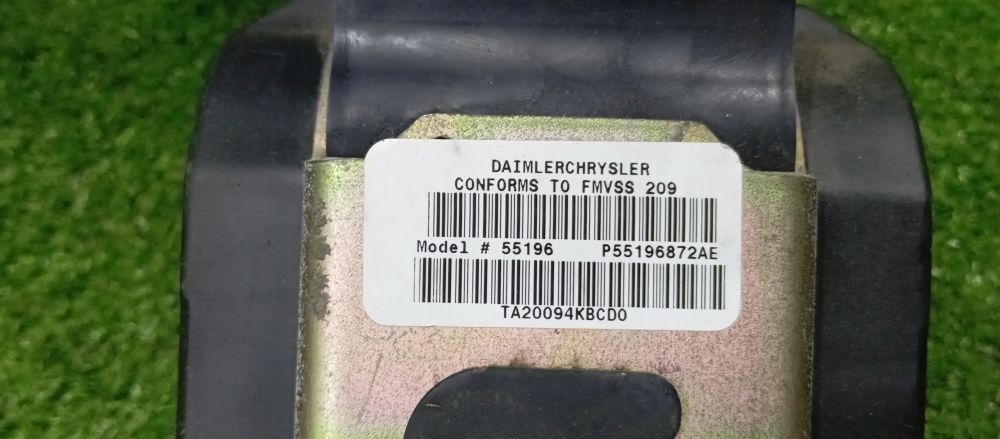 DAIMLERCHRYSLER
CONFORMS TO FMVSS 209
Model # 55196 P55196872AE
TA20094KBCD0